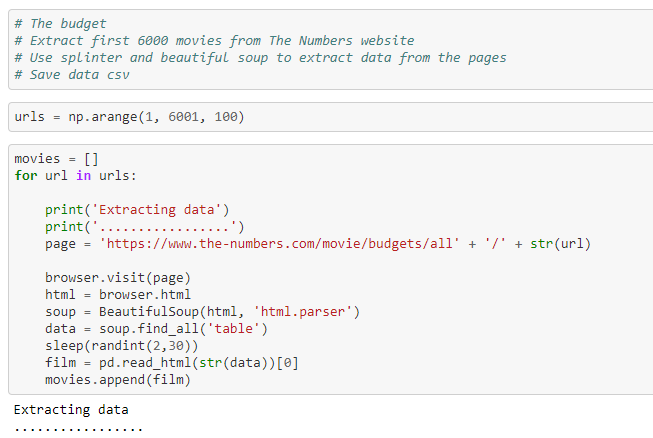 # The budget
# Extract first 6000 movies from The Numbers website
# Use splinter and beautiful soup to extract data from the pages
# Save data csv
urls = np.arange(1, 6001, 100)
movies = []
for url in urls:
    print('Extracting data')
    print('.................')
    page = 'https://www.the-numbers.com/movie/budgets/all' + '/' + str(url)
    browser.visit(page)
    html = browser.html
    soup = BeautifulSoup(html, 'html.parser')
    data = soup.find_all('table')
    sleep(randint(2,30))
    film = pd.read_html(str(data))[0]
    movies.append(film)
Extracting data
.................